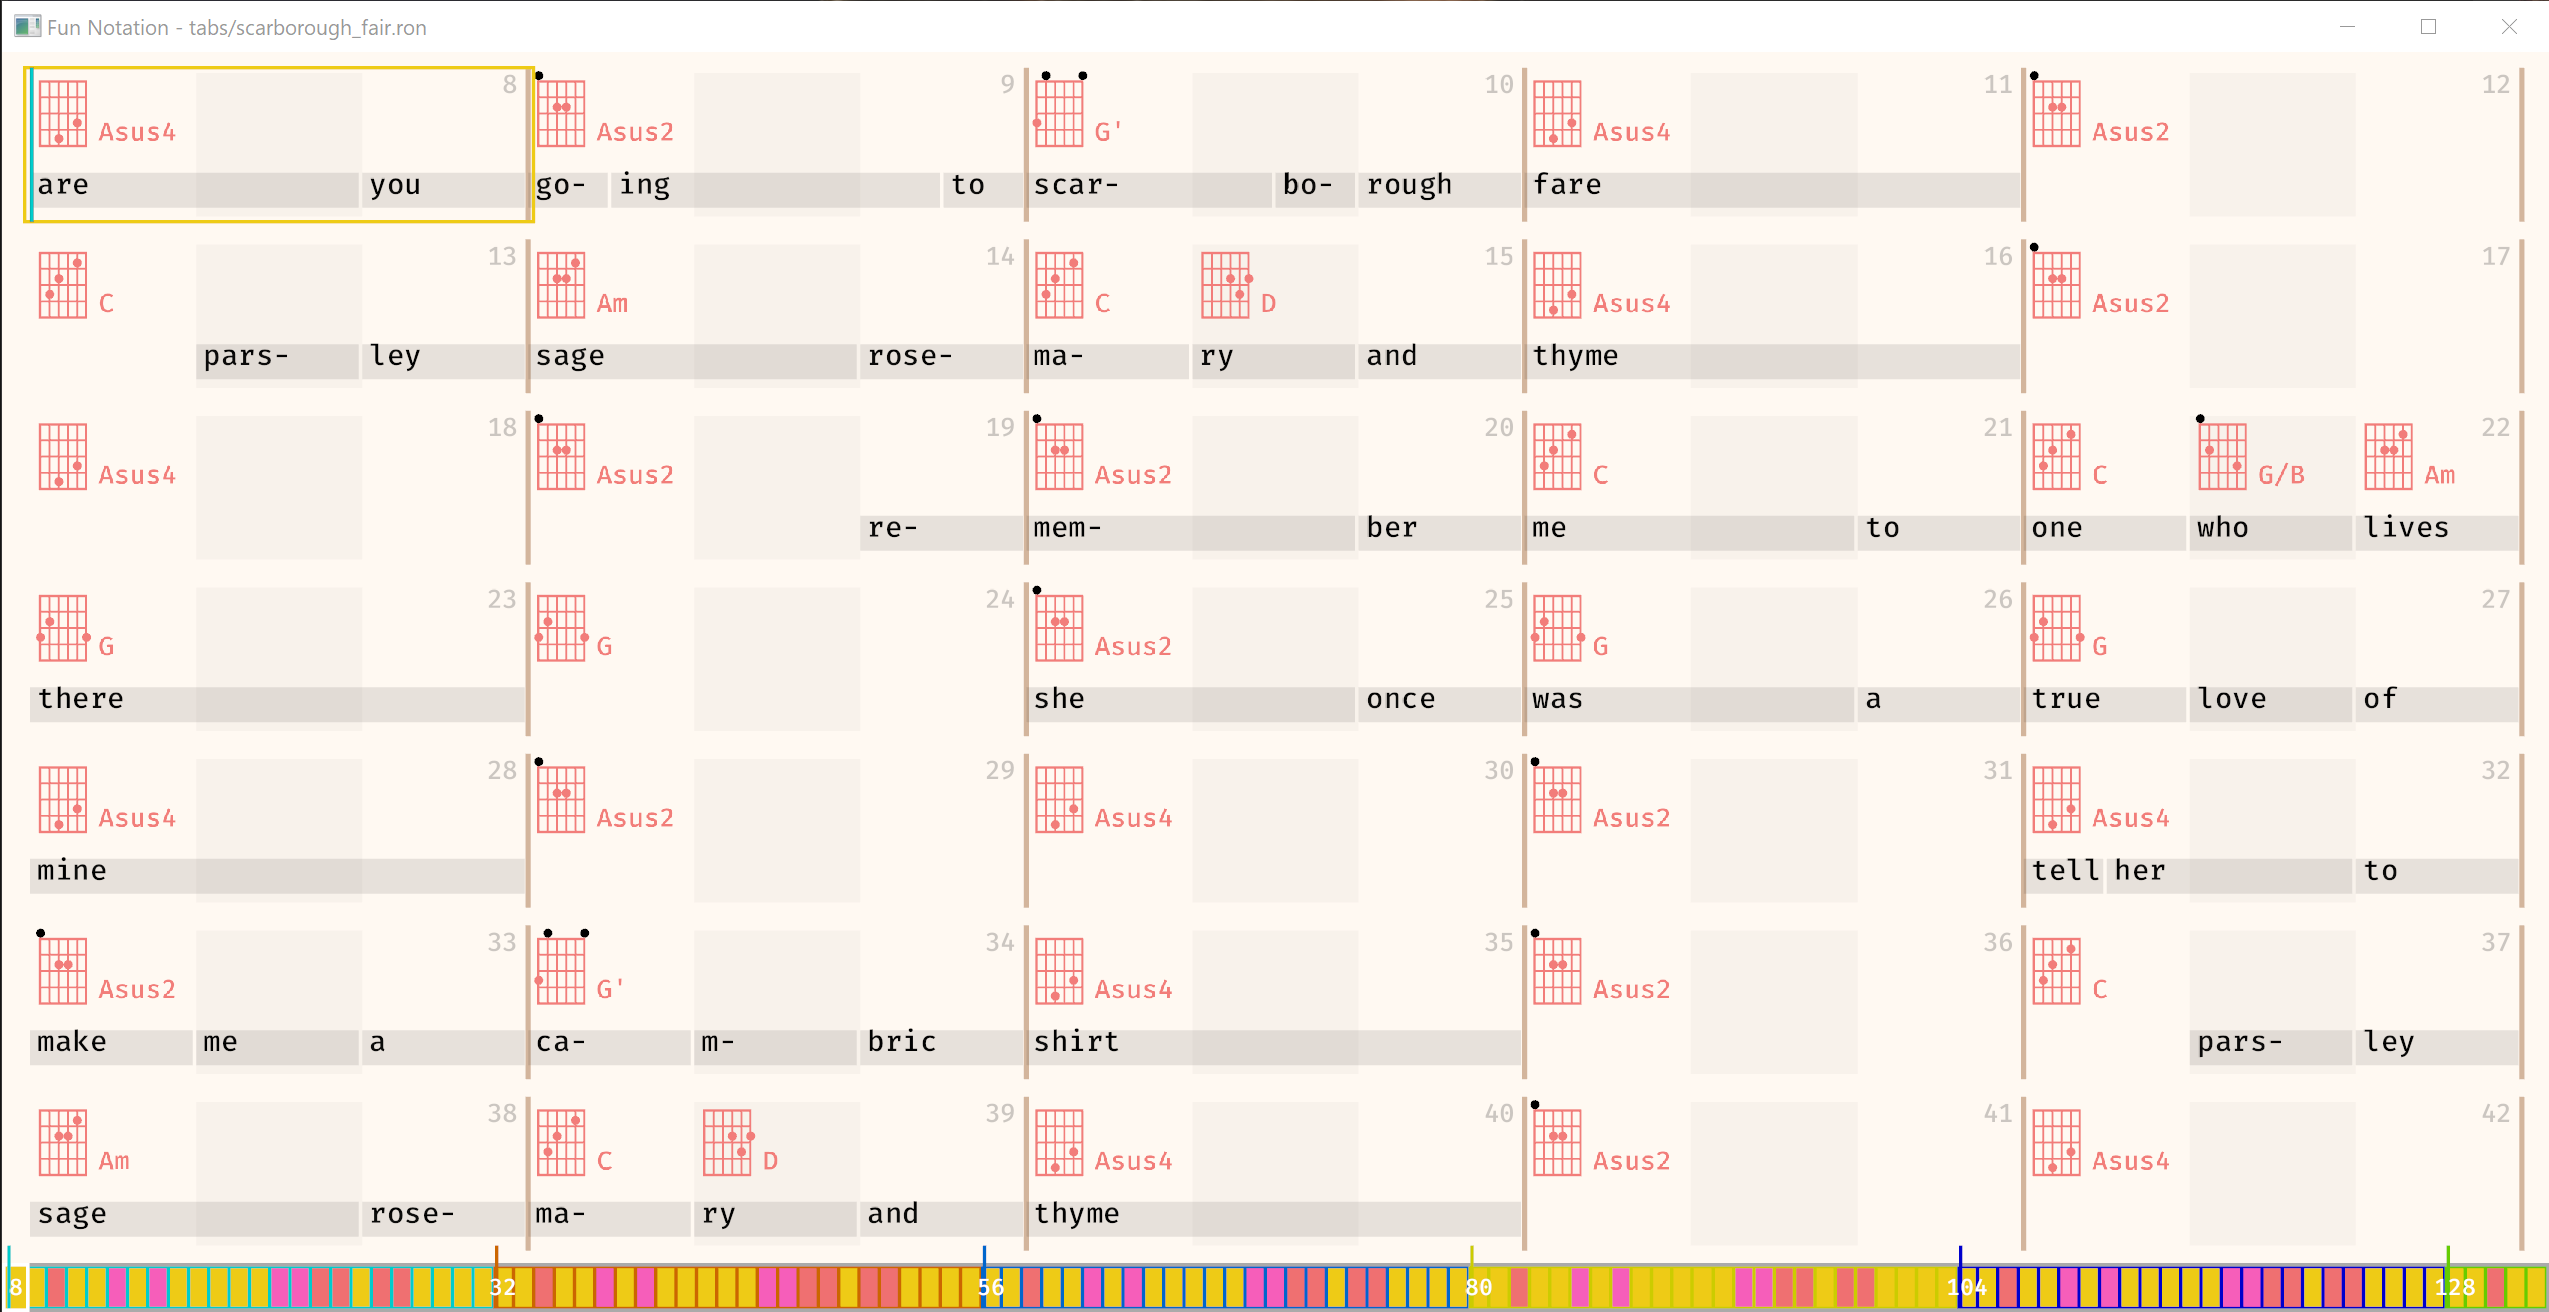 Fun Notation - tabs/scarborough_fair.ron
8 9 10 11 12
Asus4 Asus2 G' Asus4 Asus2
are you go- ing to scar- bo- rough fare
13 14 15 16 17
C Am C D Asus4 Asus2
pars- ley sage rose- ma- ry and thyme
18 19 20 21 22
Asus4 Asus2 Asus2 C C G/B Am
re- mem- ber me to one who lives
23 24 25 26 27
G G Asus2 G G
there she once was a true love of
28 29 30 31 32
Asus4 Asus2 Asus4 Asus2 Asus4
mine tell her to
33 34 35 36 37
Asus2 G' Asus4 Asus2 C
make me a ca- m- bric shirt pars- ley
38 39 40 41 42
Am C D Asus4 Asus2 Asus4
sage rose- ma- ry and thyme
8 32 56 80 104 128